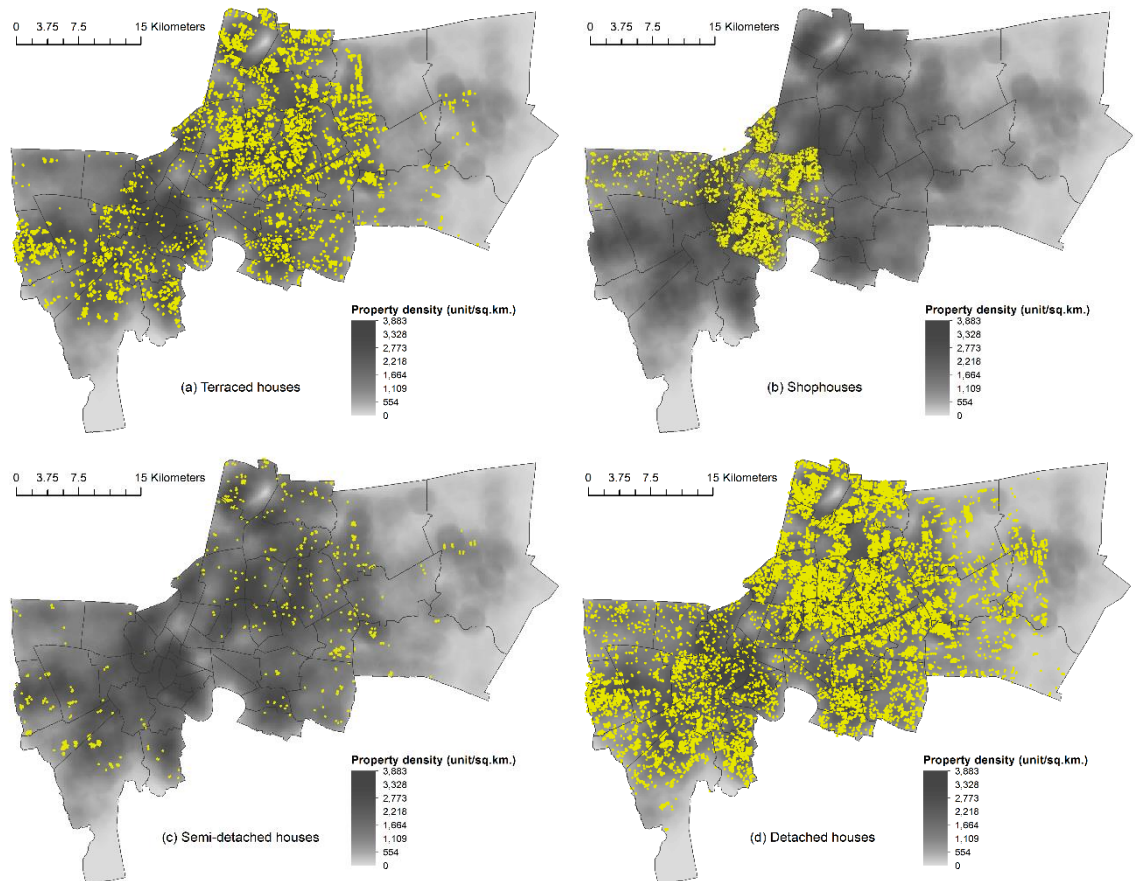 0 3.75 7.5 15 Kilometers
Property density (unit/sq.km.)
3,883
3,328
2,773
2,218
1,664
1,109
554
0
(a) Terraced houses
0 3.75 7.5 15 Kilometers
Property density (unit/sq.km.)
3,883
3,328
2,773
2,218
1,664
1,109
554
0
(b) Shophouses
0 3.75 7.5 15 Kilometers
Property density (unit/sq.km.)
3,883
3,328
2,773
2,218
1,664
1,109
554
0
(c) Semi-detached houses
0 3.75 7.5 15 Kilometers
Property density (unit/sq.km.)
3,883
3,328
2,773
2,218
1,664
1,109
554
0
(d) Detached houses